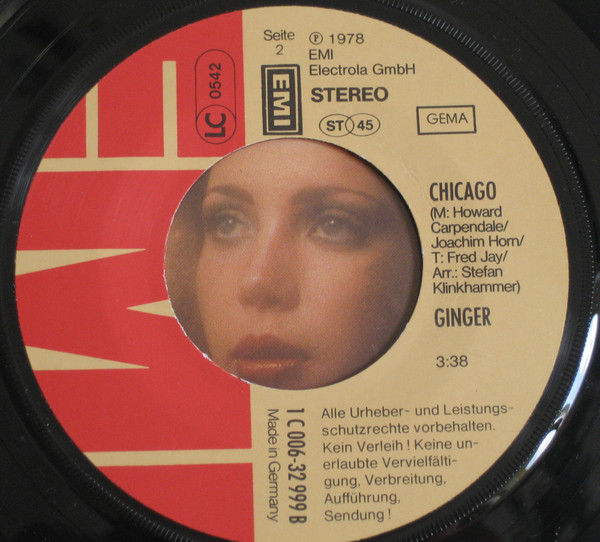 Seite
2
℗ 1978
EMI
Electrola GmbH
EMI
STEREO
LC 0542
ST 45
GEMA
CHICAGO
(M: Howard
Carpendale/
Joachim Horn/
T: Fred Jay/
Arr.: Stefan
Klinkhammer)
GINGER
3:38
1 C 006-32 999 B
Made in Germany
Alle Urheber- und Leistungs-
schutzrechte vorbehalten.
Kein Verleih! Keine un-
erlaubte Vervielfälti-
gung, Verbreitung,
Aufführung,
Sendung!
EMI